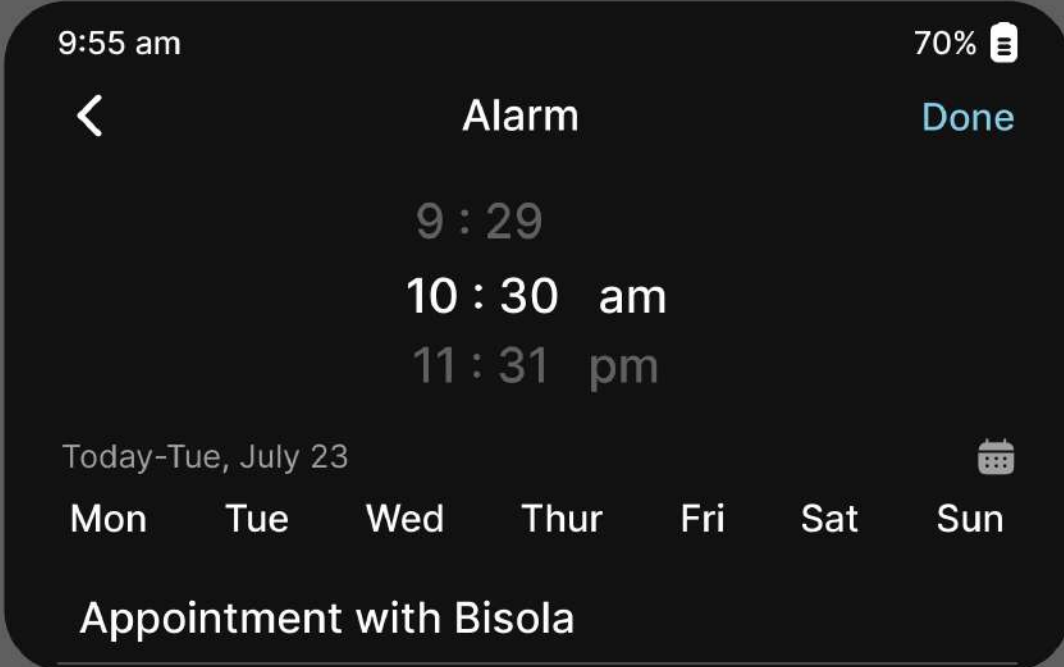 9:55 am 70%
Alarm Done
9 : 29
10 : 30 am
11 : 31 pm
Today-Tue, July 23
Mon Tue Wed Thur Fri Sat Sun
Appointment with Bisola